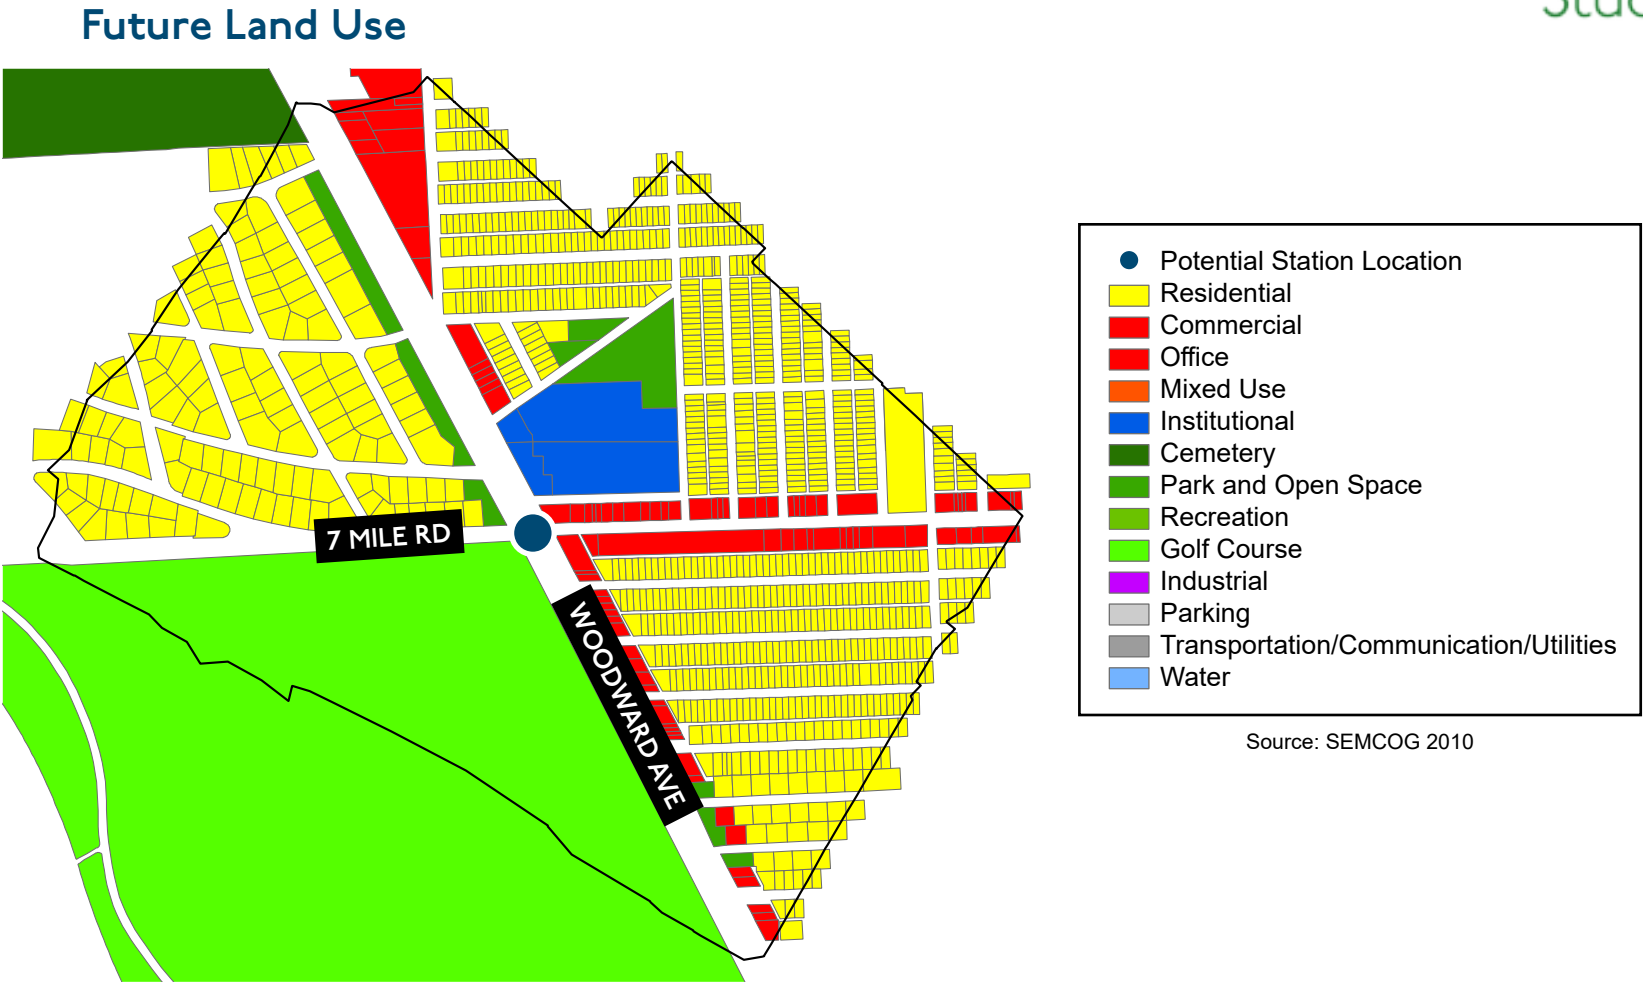 Future Land Use
7 MILE RD
WOODWARD AVE
Potential Station Location
Residential
Commercial
Office
Mixed Use
Institutional
Cemetery
Park and Open Space
Recreation
Golf Course
Industrial
Parking
Transportation/Communication/Utilities
Water
Source: SEMCOG 2010